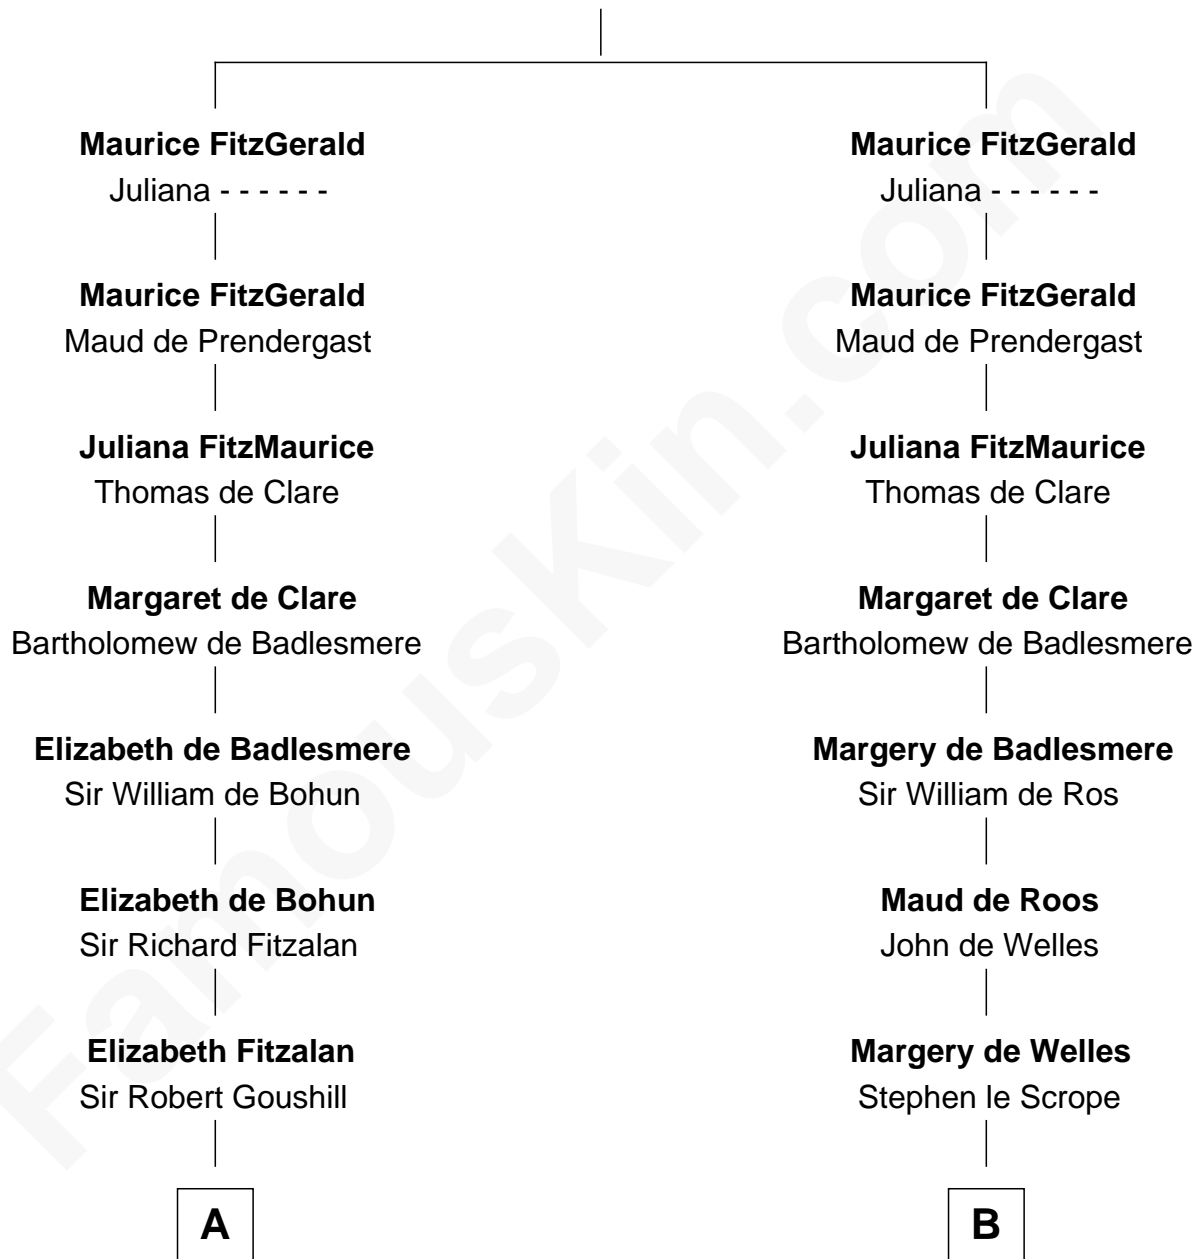 Maurice FitzGerald
Juliana - - - - - -
Maurice FitzGerald
Maud de Prendergast
Juliana FitzMaurice
Thomas de Clare
Margaret de Clare
Bartholomew de Badlesmere
Elizabeth de Badlesmere
Sir William de Bohun
Elizabeth de Bohun
Sir Richard Fitzalan
Elizabeth Fitzalan
Sir Robert Goushill
A
Maurice FitzGerald
Juliana - - - - - -
Maurice FitzGerald
Maud de Prendergast
Juliana FitzMaurice
Thomas de Clare
Margaret de Clare
Bartholomew de Badlesmere
Margery de Badlesmere
Sir William de Ros
Maud de Roos
John de Welles
Margery de Welles
Stephen le Scrope
B
FamousKin.com